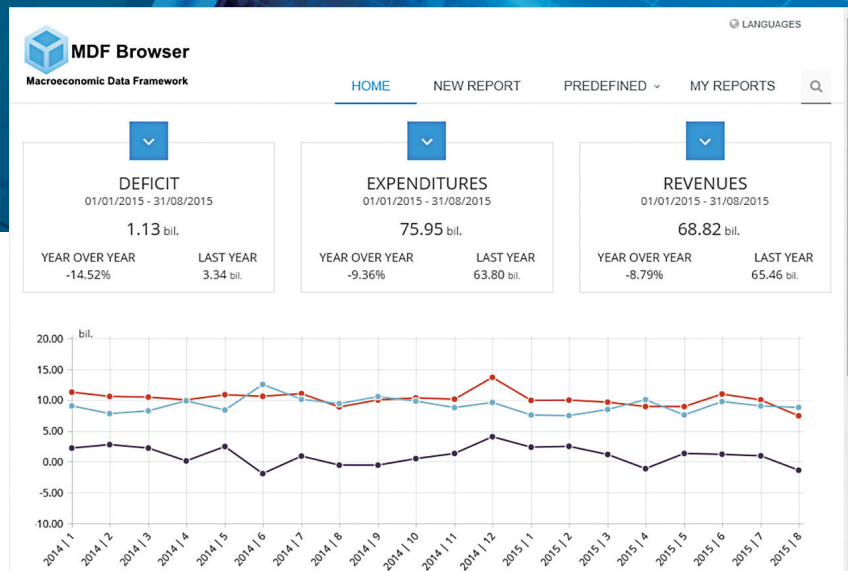 LANGUAGES
MDF Browser
Macroeconomic Data Framework
HOME NEW REPORT PREDEFINED MY REPORTS
DEFICIT
01/01/2015 - 31/08/2015
1.13 bil.
YEAR OVER YEAR LAST YEAR
-14.52% 3.34 bil.
EXPENDITURES
01/01/2015 - 31/08/2015
75.95 bil.
YEAR OVER YEAR LAST YEAR
-9.36% 63.80 bil.
REVENUES
01/01/2015 - 31/08/2015
68.82 bil.
YEAR OVER YEAR LAST YEAR
-8.79% 65.46 bil.
bil.
20.00
15.00
10.00
5.00
0.00
-5.00
-10.00
2014 | 1
2014 | 2
2014 | 3
2014 | 4
2014 | 5
2014 | 6
2014 | 7
2014 | 8
2014 | 9
2014 | 10
2014 | 11
2014 | 12
2015 | 1
2015 | 2
2015 | 3
2015 | 4
2015 | 5
2015 | 6
2015 | 7
2015 | 8